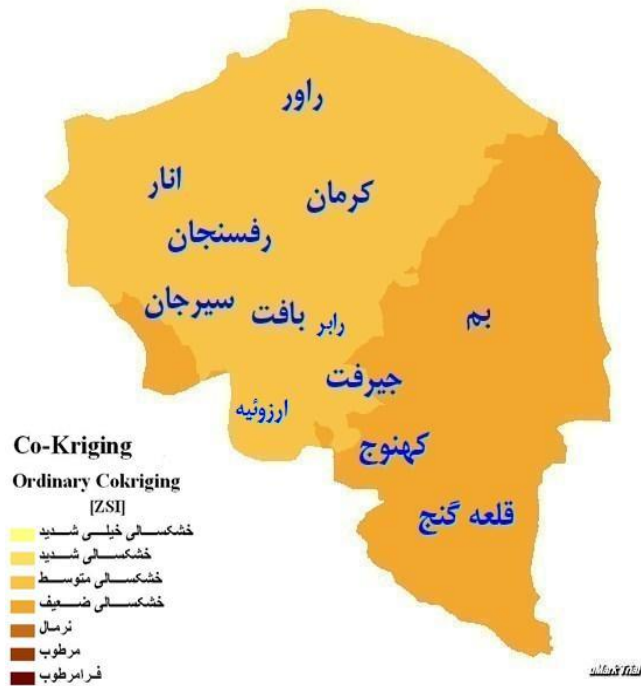 راور
انار
کرمان
رفسنجان
سیرجان
بافت
رابر
بم
جیرفت
ارزوئیه
کهنوج
قلعه گنج
Co-Kriging
Ordinary Cokriging
[ZSI]
خشکسالی خیلی شدید
خشکسالی شدید
خشکسالی متوسط
خشکسالی ضعیف
نرمال
مرطوب
فرامرطوب